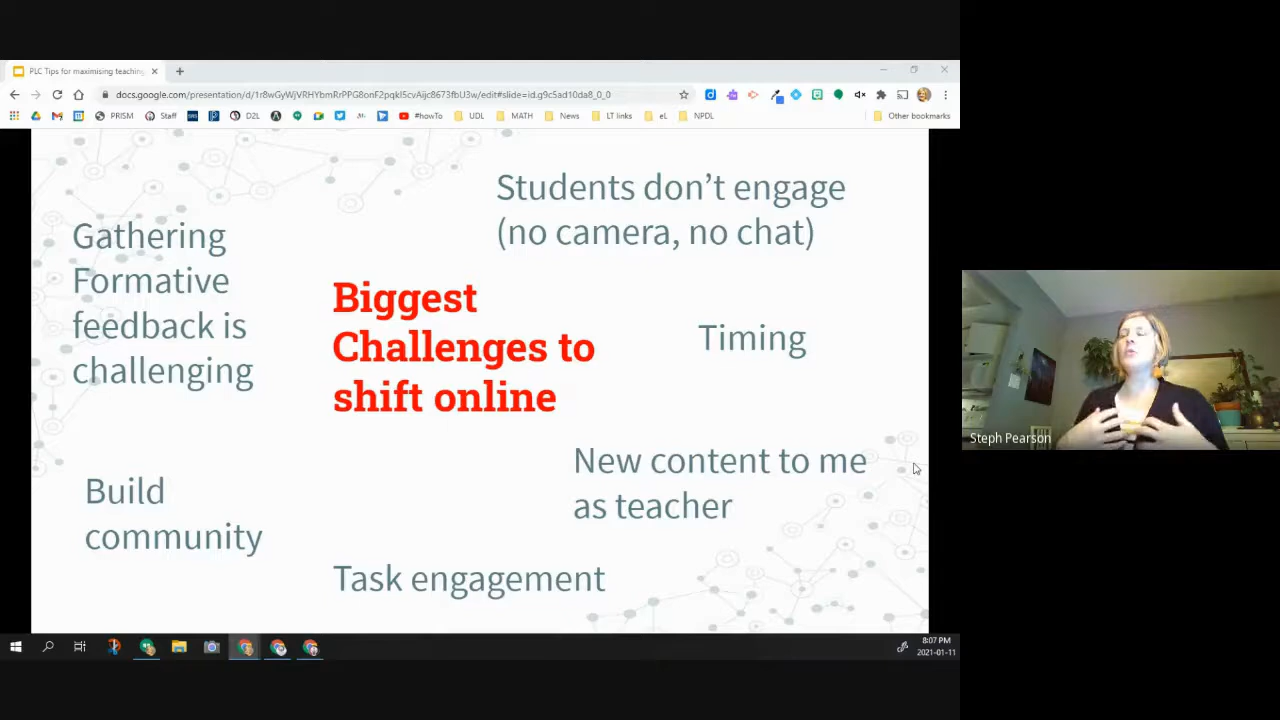 PLC Tips for maximising teaching
docs.google.com/presentation/d/1r8wGyWjVRHYbmRrPPG8onF2pqkl5cvAijc8673fbU3w/edit#slide=id.g9c5ad10da8_0_0
PRISM Staff D2L #howTo UDL MATH News LT links eL NPDL Other bookmarks
Students don’t engage
(no camera, no chat)
Gathering
Formative
feedback is
challenging
Biggest
Challenges to
shift online
Timing
New content to me
as teacher
Build
community
Task engagement
Steph Pearson
8:07 PM
2021-01-11